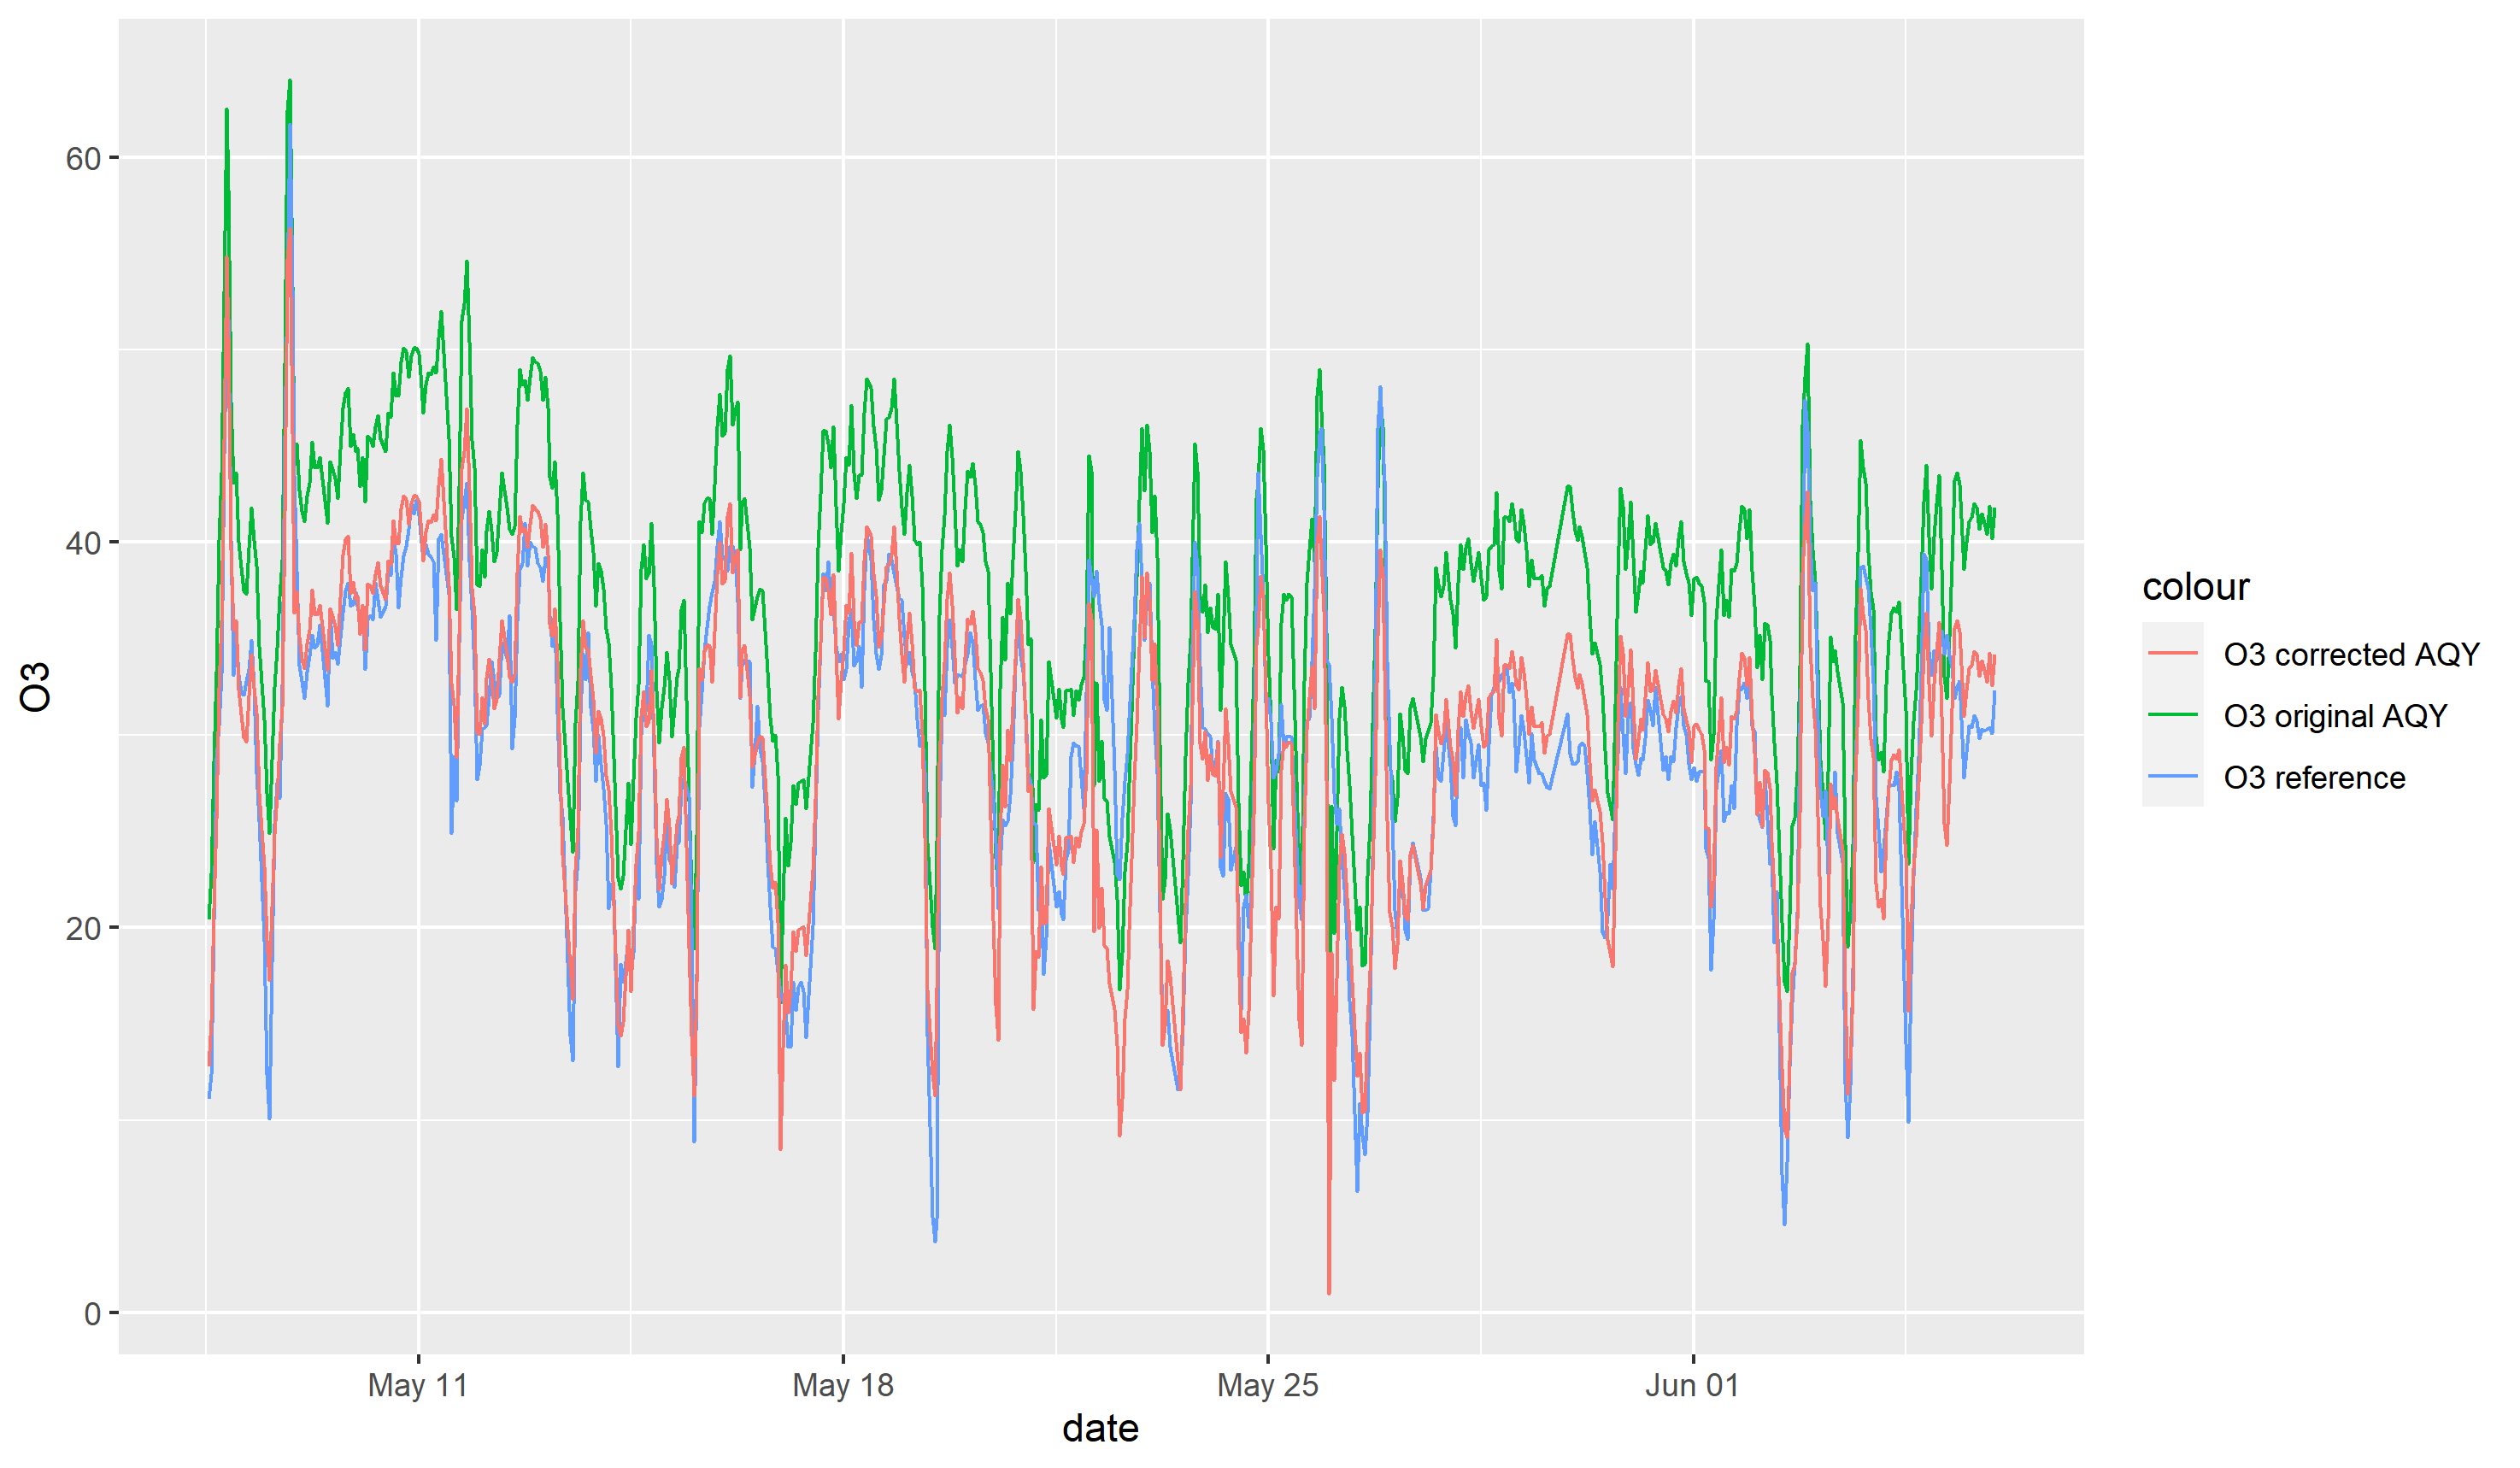 60
40
20
0
O3
May 11
May 18
May 25
Jun 01
date
colour
O3 corrected AQY
O3 original AQY
O3 reference